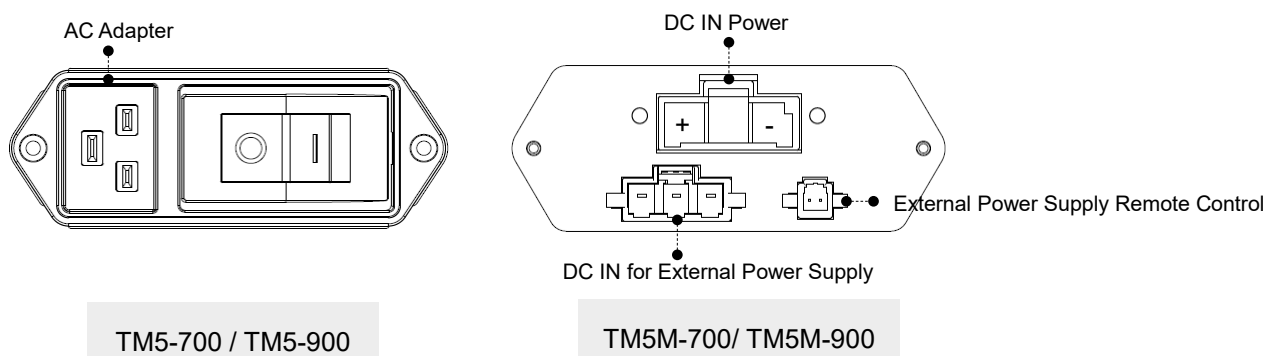 AC Adapter
DC IN Power
+ -
External Power Supply Remote Control
DC IN for External Power Supply
TM5-700 / TM5-900
TM5M-700/ TM5M-900